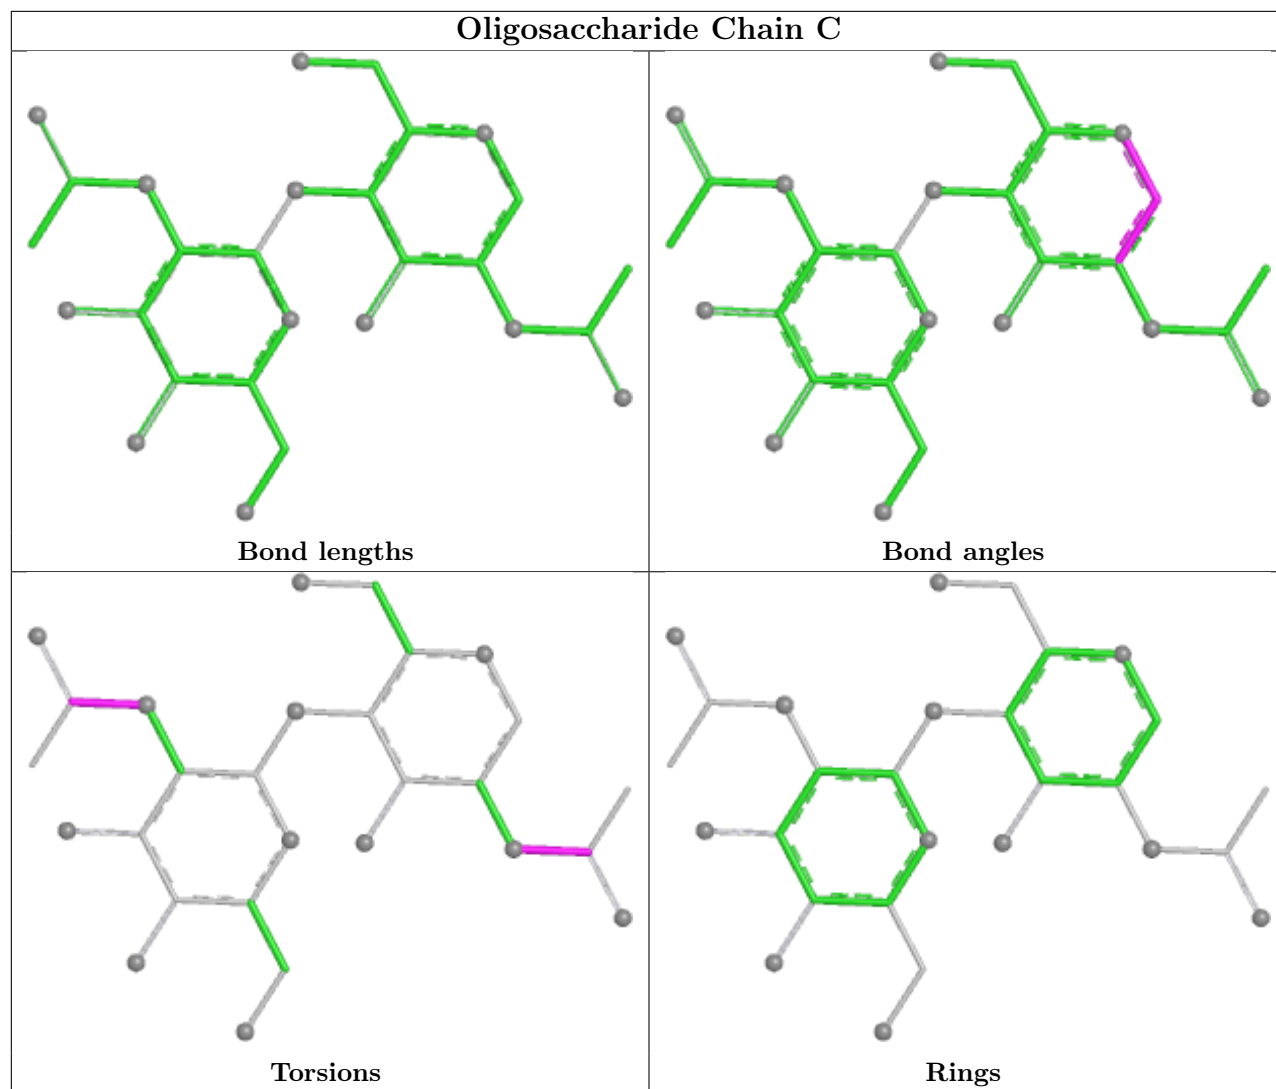 Oligosaccharide Chain C
Bond lengths
Bond angles
Torsions
Rings